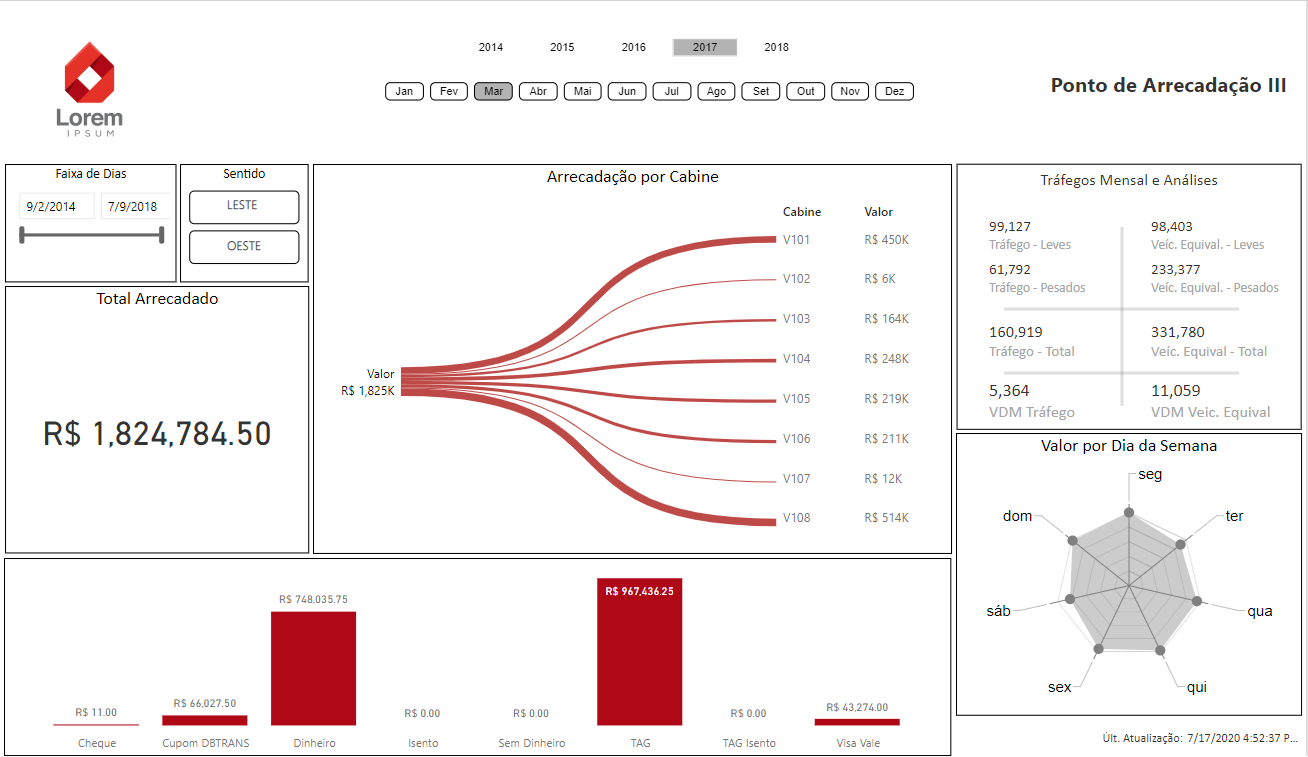 2014 2015 2016 2017 2018
Jan Fev Mar Abr Mai Jun Jul Ago Set Out Nov Dez
Lorem
IPSUM
Ponto de Arrecadação III
Faixa de Dias
9/2/2014 7/9/2018
Sentido
LESTE
OESTE
Total Arrecadado
R$ 1,824,784.50
Arrecadação por Cabine
Cabine Valor
V101 R$ 450K
V102 R$ 6K
V103 R$ 164K
V104 R$ 248K
V105 R$ 219K
V106 R$ 211K
V107 R$ 12K
V108 R$ 514K
Valor
R$ 1,825K
Tráfegos Mensal e Análises
99,127 98,403
Tráfego - Leves Veíc. Equival. - Leves
61,792 233,377
Tráfego - Pesados Veíc. Equival. - Pesados
160,919 331,780
Tráfego - Total Veíc. Equival - Total
5,364 11,059
VDM Tráfego VDM Veic. Equival
Valor por Dia da Semana
seg
ter
qua
qui
sex
sáb
dom
R$ 11.00 R$ 66,027.50 R$ 748,035.75 R$ 0.00 R$ 0.00 R$ 967,436.25 R$ 0.00 R$ 43,274.00
Cheque Cupom DBTRANS Dinheiro Isento Sem Dinheiro TAG TAG Isento Visa Vale
Últ. Atualização: 7/17/2020 4:52:37 P...